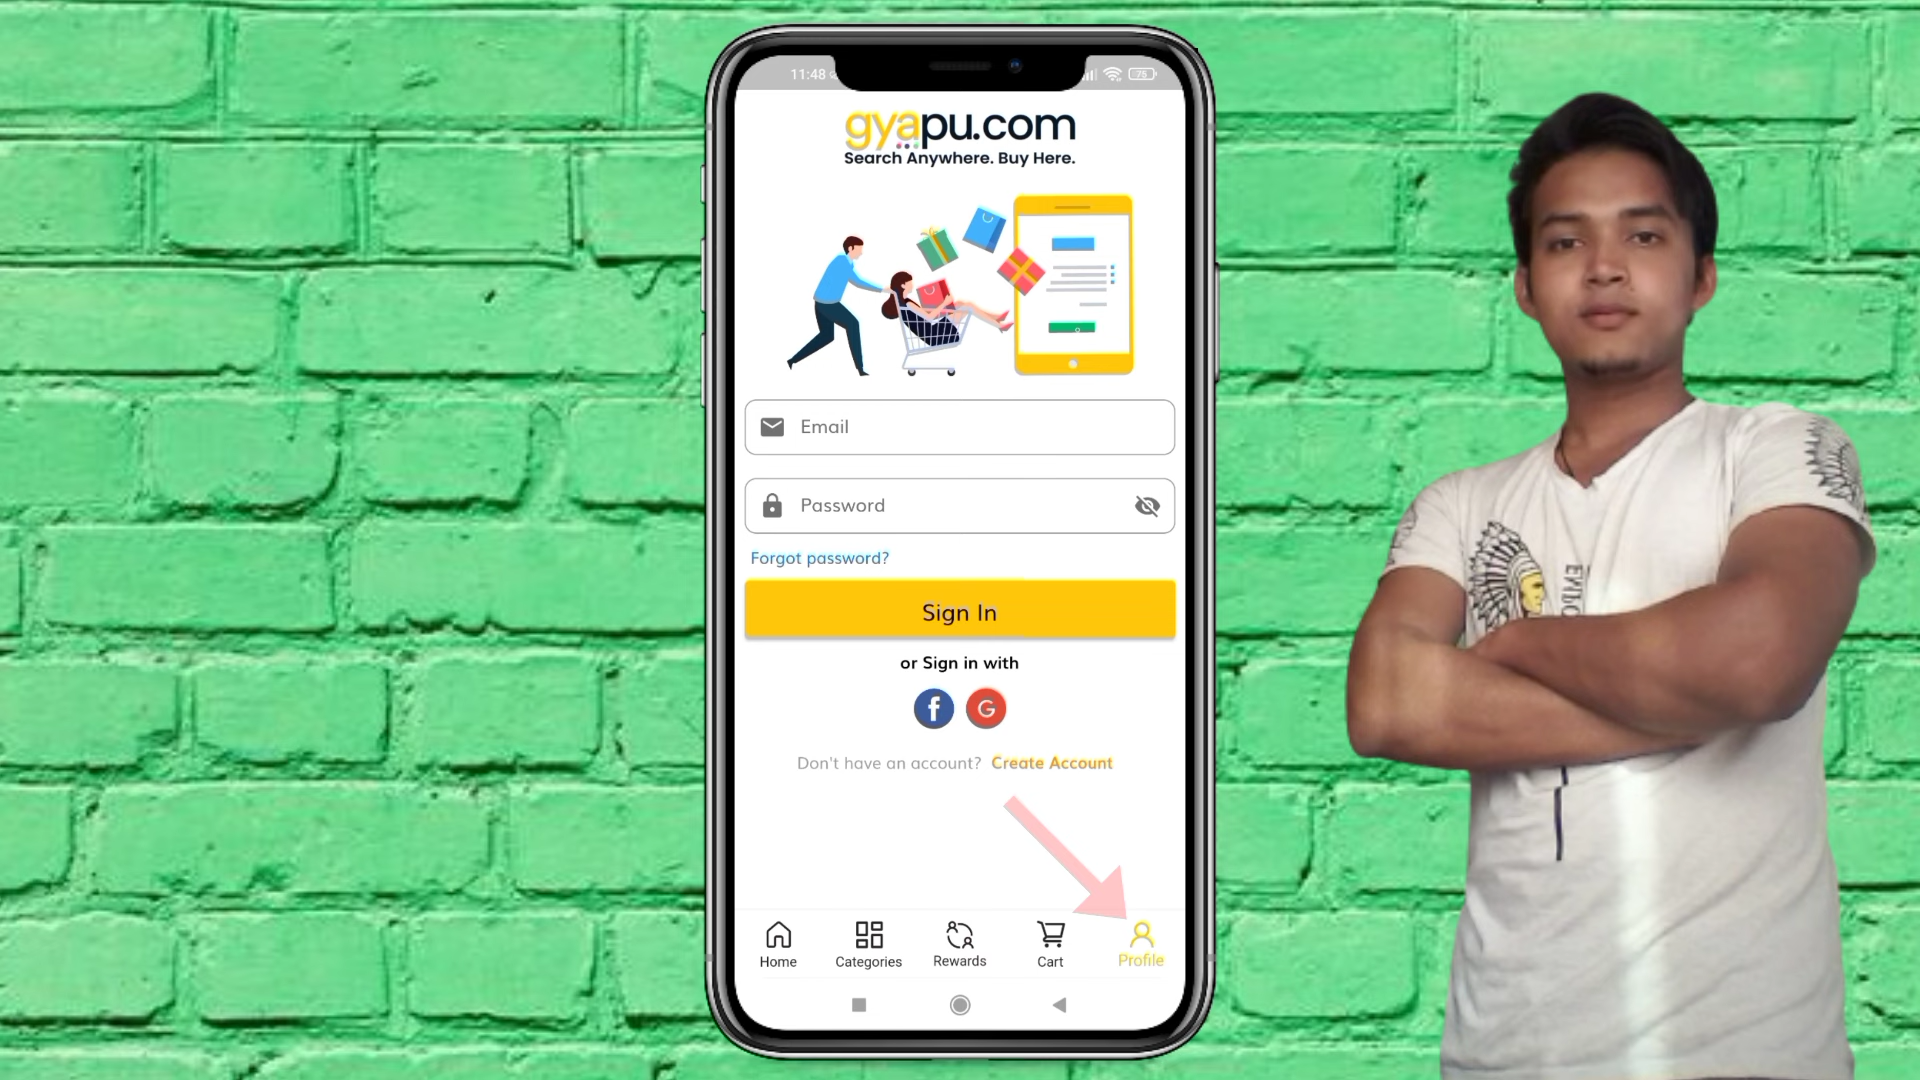 11:48
75
gyapu.com
Search Anywhere. Buy Here.
Email
Password
Forgot password?
Sign In
or Sign in with
f G
Don't have an account? Create Account
Home Categories Rewards Cart Profile